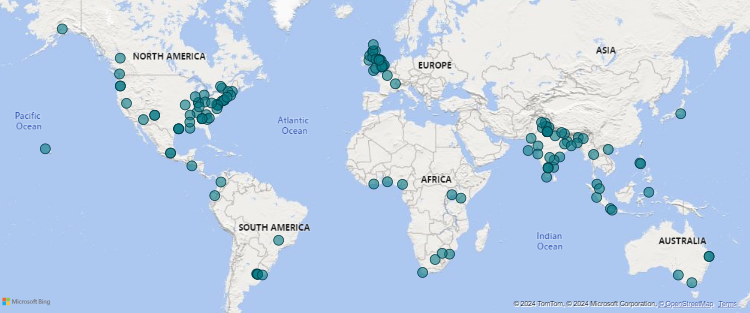 NORTH AMERICA
ASIA
EUROPE
Pacific
Ocean
Atlantic
Ocean
AFRICA
SOUTH AMERICA
Indian
Ocean
AUSTRALIA
Microsoft Bing
© 2024 TomTom, © 2024 Microsoft Corporation, © OpenStreetMap Terms